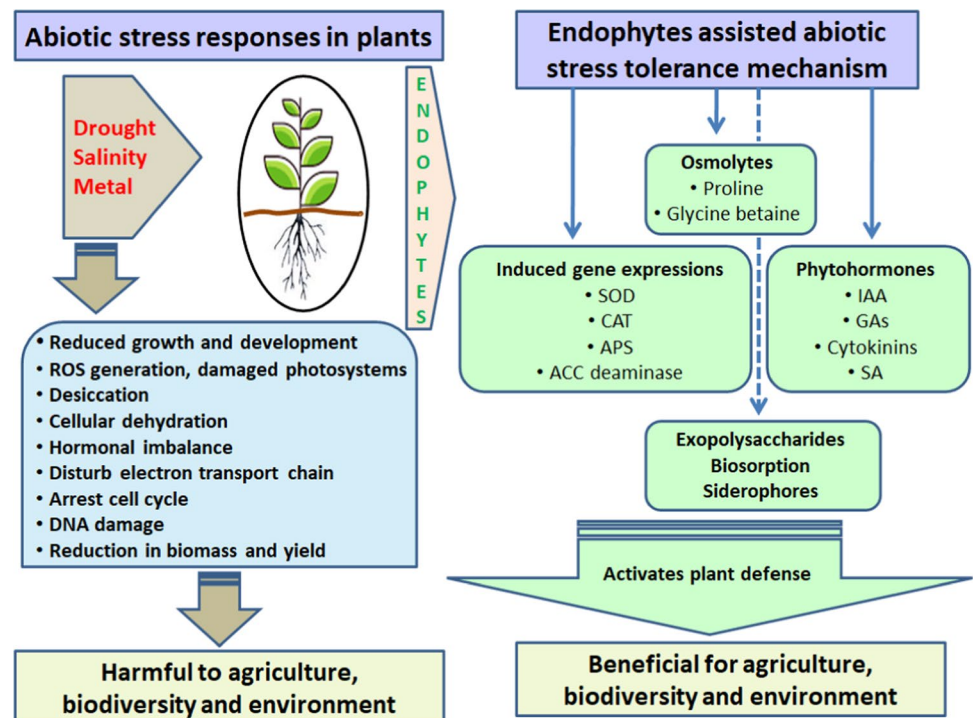 Abiotic stress responses in plants
Drought
Salinity
Metal
ENDOPHYTES
• Reduced growth and development
• ROS generation, damaged photosystems
• Desiccation
• Cellular dehydration
• Hormonal imbalance
• Disturb electron transport chain
• Arrest cell cycle
• DNA damage
• Reduction in biomass and yield
Harmful to agriculture,
biodiversity and environment
Endophytes assisted abiotic
stress tolerance mechanism
Osmolytes
• Proline
• Glycine betaine
Induced gene expressions
• SOD
• CAT
• APS
• ACC deaminase
Phytohormones
• IAA
• GAs
• Cytokinins
• SA
Exopolysaccharides
Biosorption
Siderophores
Activates plant defense
Beneficial for agriculture,
biodiversity and environment